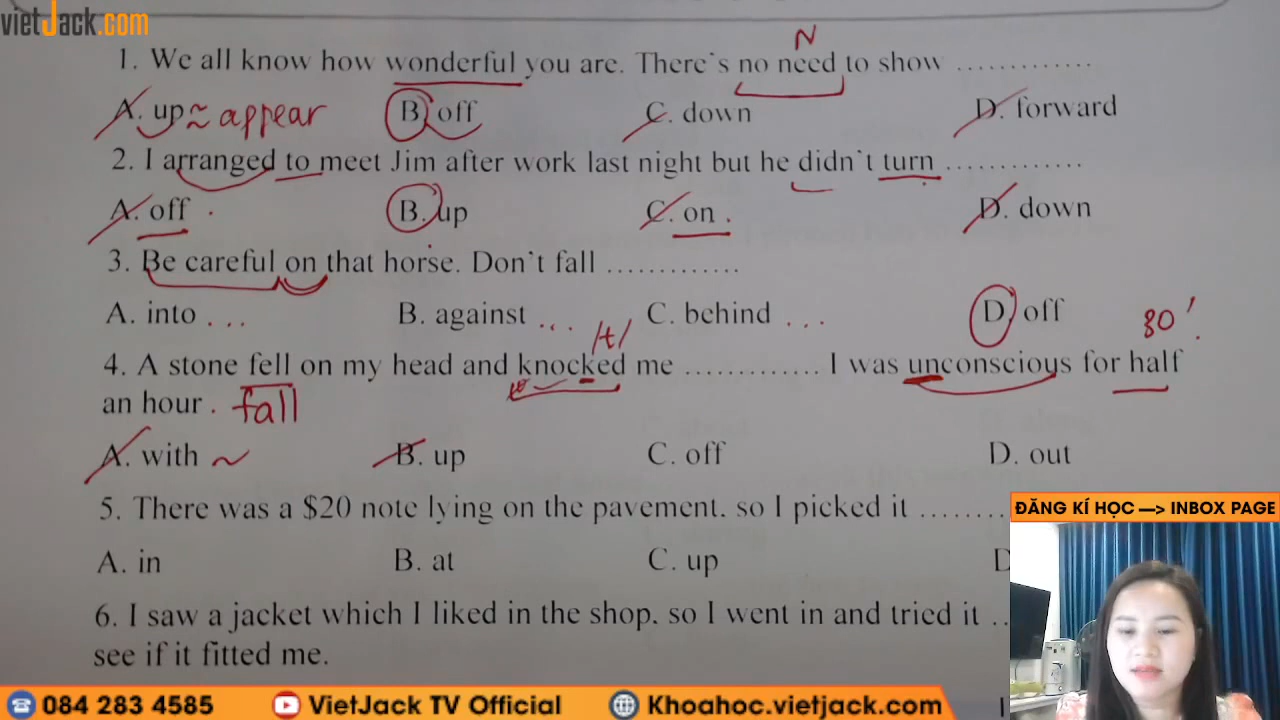 vietJack.com
1. We all know how wonderful you are. There`s no need to show .............
N
A. up ≈ appear B. off C. down D. forward
2. I arranged to meet Jim after work last night but he didn`t turn .............
A. off B. up C. on D. down
3. Be careful on that horse. Don`t fall .............
A. into ... B. against ... C. behind ... D. off
/t/ 
4. A stone fell on my head and knocked me ............. I was unconscious for half
an hour . fall
A. with B. up C. off D. out
5. There was a $20 note lying on the pavement. so I picked it ........
ĐĂNG KÍ HỌC —> INBOX PAGE
A. in B. at C. up D
6. I saw a jacket which I liked in the shop. so I went in and tried it ..
see if it fitted me.
084 283 4585 VietJack TV Official Khoahoc.vietjack.com